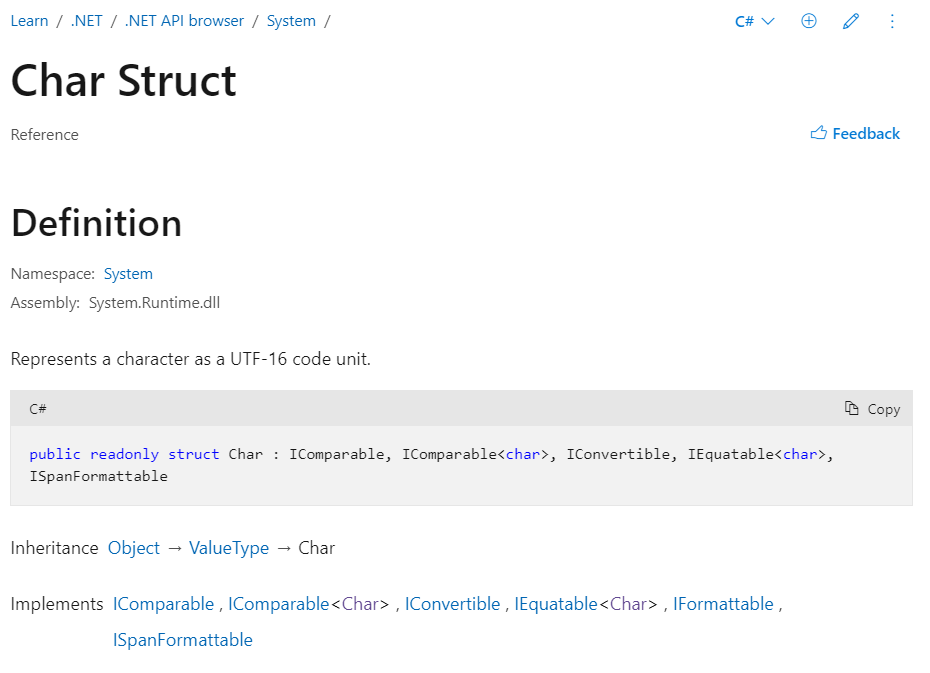 Learn / .NET / .NET API browser / System /
C#
Char Struct
Reference
Feedback
Definition
Namespace: System
Assembly: System.Runtime.dll
Represents a character as a UTF-16 code unit.
C#
Copy
public readonly struct Char : IComparable, IComparable<char>, IConvertible, IEquatable<char>,
ISpanFormattable
Inheritance Object → ValueType → Char
Implements IComparable , IComparable<Char> , IConvertible , IEquatable<Char> , IFormattable ,
ISpanFormattable